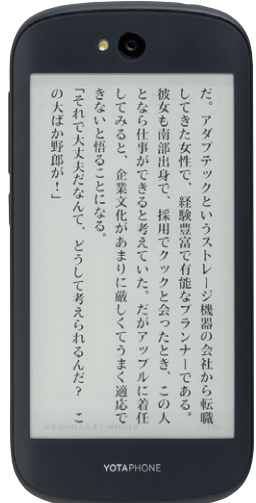 だ。アダプテックというストレージ機器の会社から転職
してきた女性で、経験豊富で有能なプランナーである。
彼女も南部出身で、採用でクックと会ったとき、この人
となら仕事ができると考えていた。だがアップルに着任
してみると、企業文化があまりに厳しくてうまく適応で
きないと悟ることになる。
「それで大丈夫だなんて、どうして考えられるんだ？　こ
の大ばか野郎が！」
YOTAPHONE